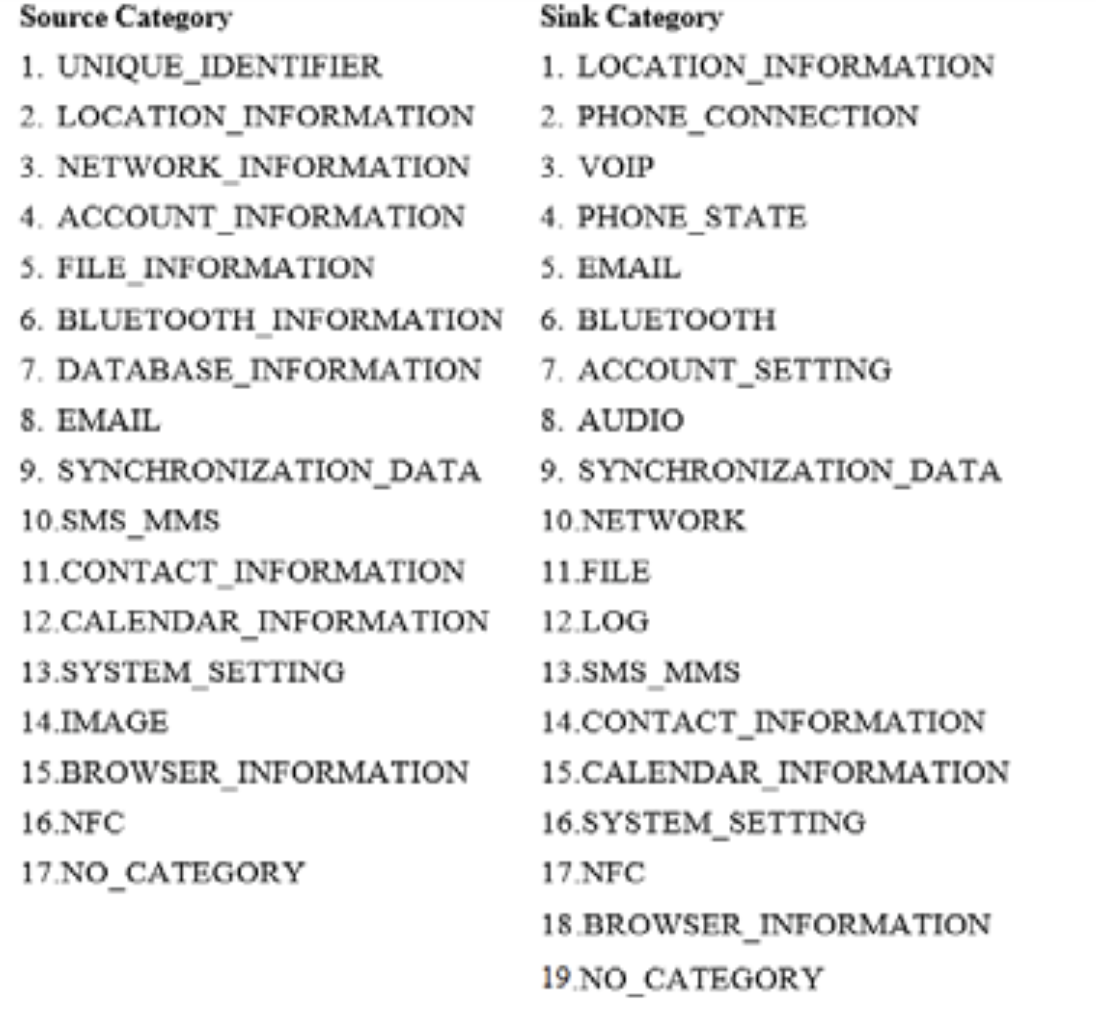 Source Category
1. UNIQUE_IDENTIFIER
2. LOCATION_INFORMATION
3. NETWORK_INFORMATION
4. ACCOUNT_INFORMATION
5. FILE_INFORMATION
6. BLUETOOTH_INFORMATION
7. DATABASE_INFORMATION
8. EMAIL
9. SYNCHRONIZATION_DATA
10.SMS_MMS
11.CONTACT_INFORMATION
12.CALENDAR_INFORMATION
13.SYSTEM_SETTING
14.IMAGE
15.BROWSER_INFORMATION
16.NFC
17.NO_CATEGORY
Sink Category
1. LOCATION_INFORMATION
2. PHONE_CONNECTION
3. VOIP
4. PHONE_STATE
5. EMAIL
6. BLUETOOTH
7. ACCOUNT_SETTING
8. AUDIO
9. SYNCHRONIZATION_DATA
10.NETWORK
11.FILE
12.LOG
13.SMS_MMS
14.CONTACT_INFORMATION
15.CALENDAR_INFORMATION
16.SYSTEM_SETTING
17.NFC
18.BROWSER_INFORMATION
19.NO_CATEGORY